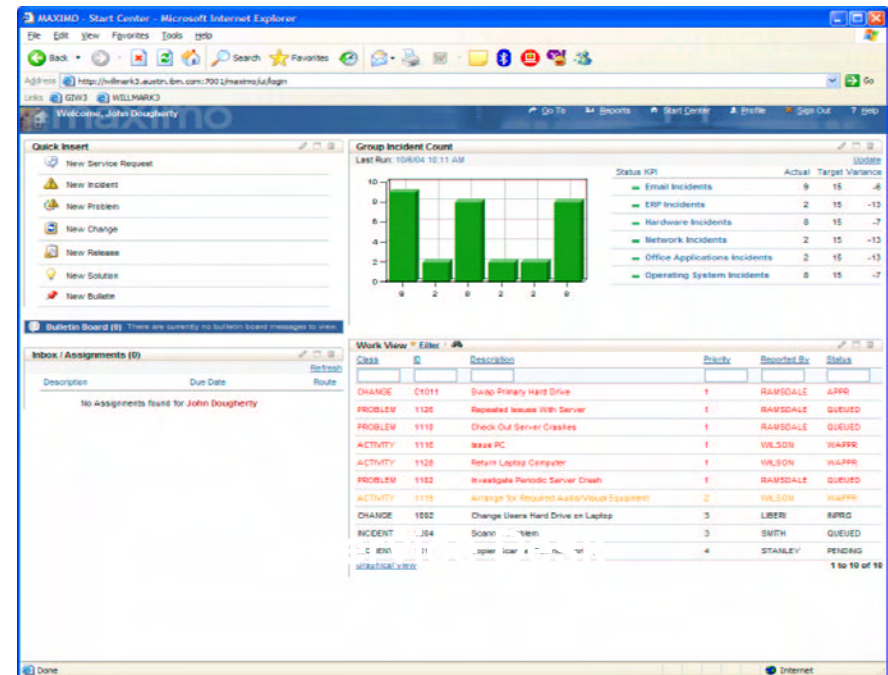 MAXIMO - Start Center - Microsoft Internet Explorer
File Edit View Favorites Tools Help
Back Search Favorites
Address http://willmark3.austin.ibm.com:7001/maximo/ui/login Go
Links GIW3 WILLMARK3
maximo
Welcome, John Dougherty Go To Reports Start Center Profile Sign Out ? Help
Quick Insert
New Service Request
New Incident
New Problem
New Change
New Release
New Solution
New Bulletin
Bulletin Board (0) There are currently no bulletin board messages to view.
Inbox / Assignments (0)
Refresh
Description Due Date Route
No Assignments found for John Dougherty
Group Incident Count
Last Run: 10/6/04 10:11 AM Update
Status KPI Actual Target Variance
Email Incidents 9 15 -6
ERP Incidents 2 15 -13
Hardware Incidents 8 15 -7
Network Incidents 2 15 -13
Office Applications Incidents 2 15 -13
Operating System Incidents 8 15 -7
10
8
6
4
2
0
9 2 8 2 2 8
Work View Filter
Class ID Description Priority Reported By Status
CHANGE C1011 Swap Primary Hard Drive 1 RAMSDALE APPR
PROBLEM 1126 Repeated Issues With Server 1 RAMSDALE QUEUED
PROBLEM 1118 Check Out Server Crashes 1 RAMSDALE QUEUED
ACTIVITY 1116 Issue PC 1 WILSON WAPPR
ACTIVITY 1128 Return Laptop Computer 1 WILSON WAPPR
PROBLEM 1182 Investigate Periodic Server Crash 1 RAMSDALE QUEUED
ACTIVITY 1115 Arrange for Required Audio/Visual Equipment 2 WILSON WAPPR
CHANGE 1002 Change Users Hard Drive on Laptop 3 LIBERI INPRG
INCIDENT 3 SMITH QUEUED
4 STANLEY PENDING
Graphical view 1 to 10 of 10
Done Internet